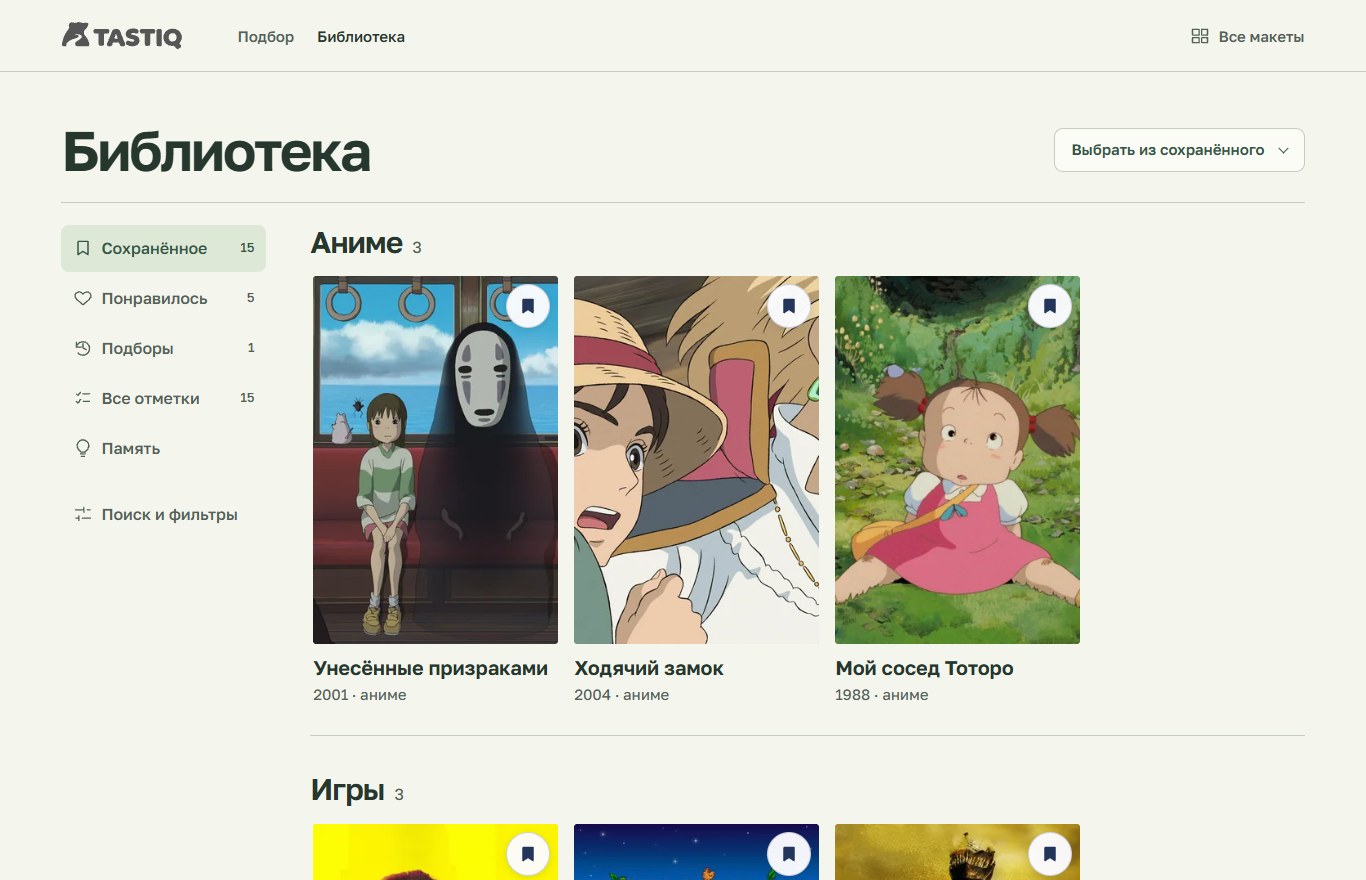 TASTIQ
Подбор
Библиотека
Все макеты
Библиотека
Выбрать из сохранённого
Сохранённое 15
Понравилось 5
Подборы 1
Все отметки 15
Память
Поиск и фильтры
Аниме 3
Унесённые призраками
2001 · аниме
Ходячий замок
2004 · аниме
Мой сосед Тоторо
1988 · аниме
Игры 3